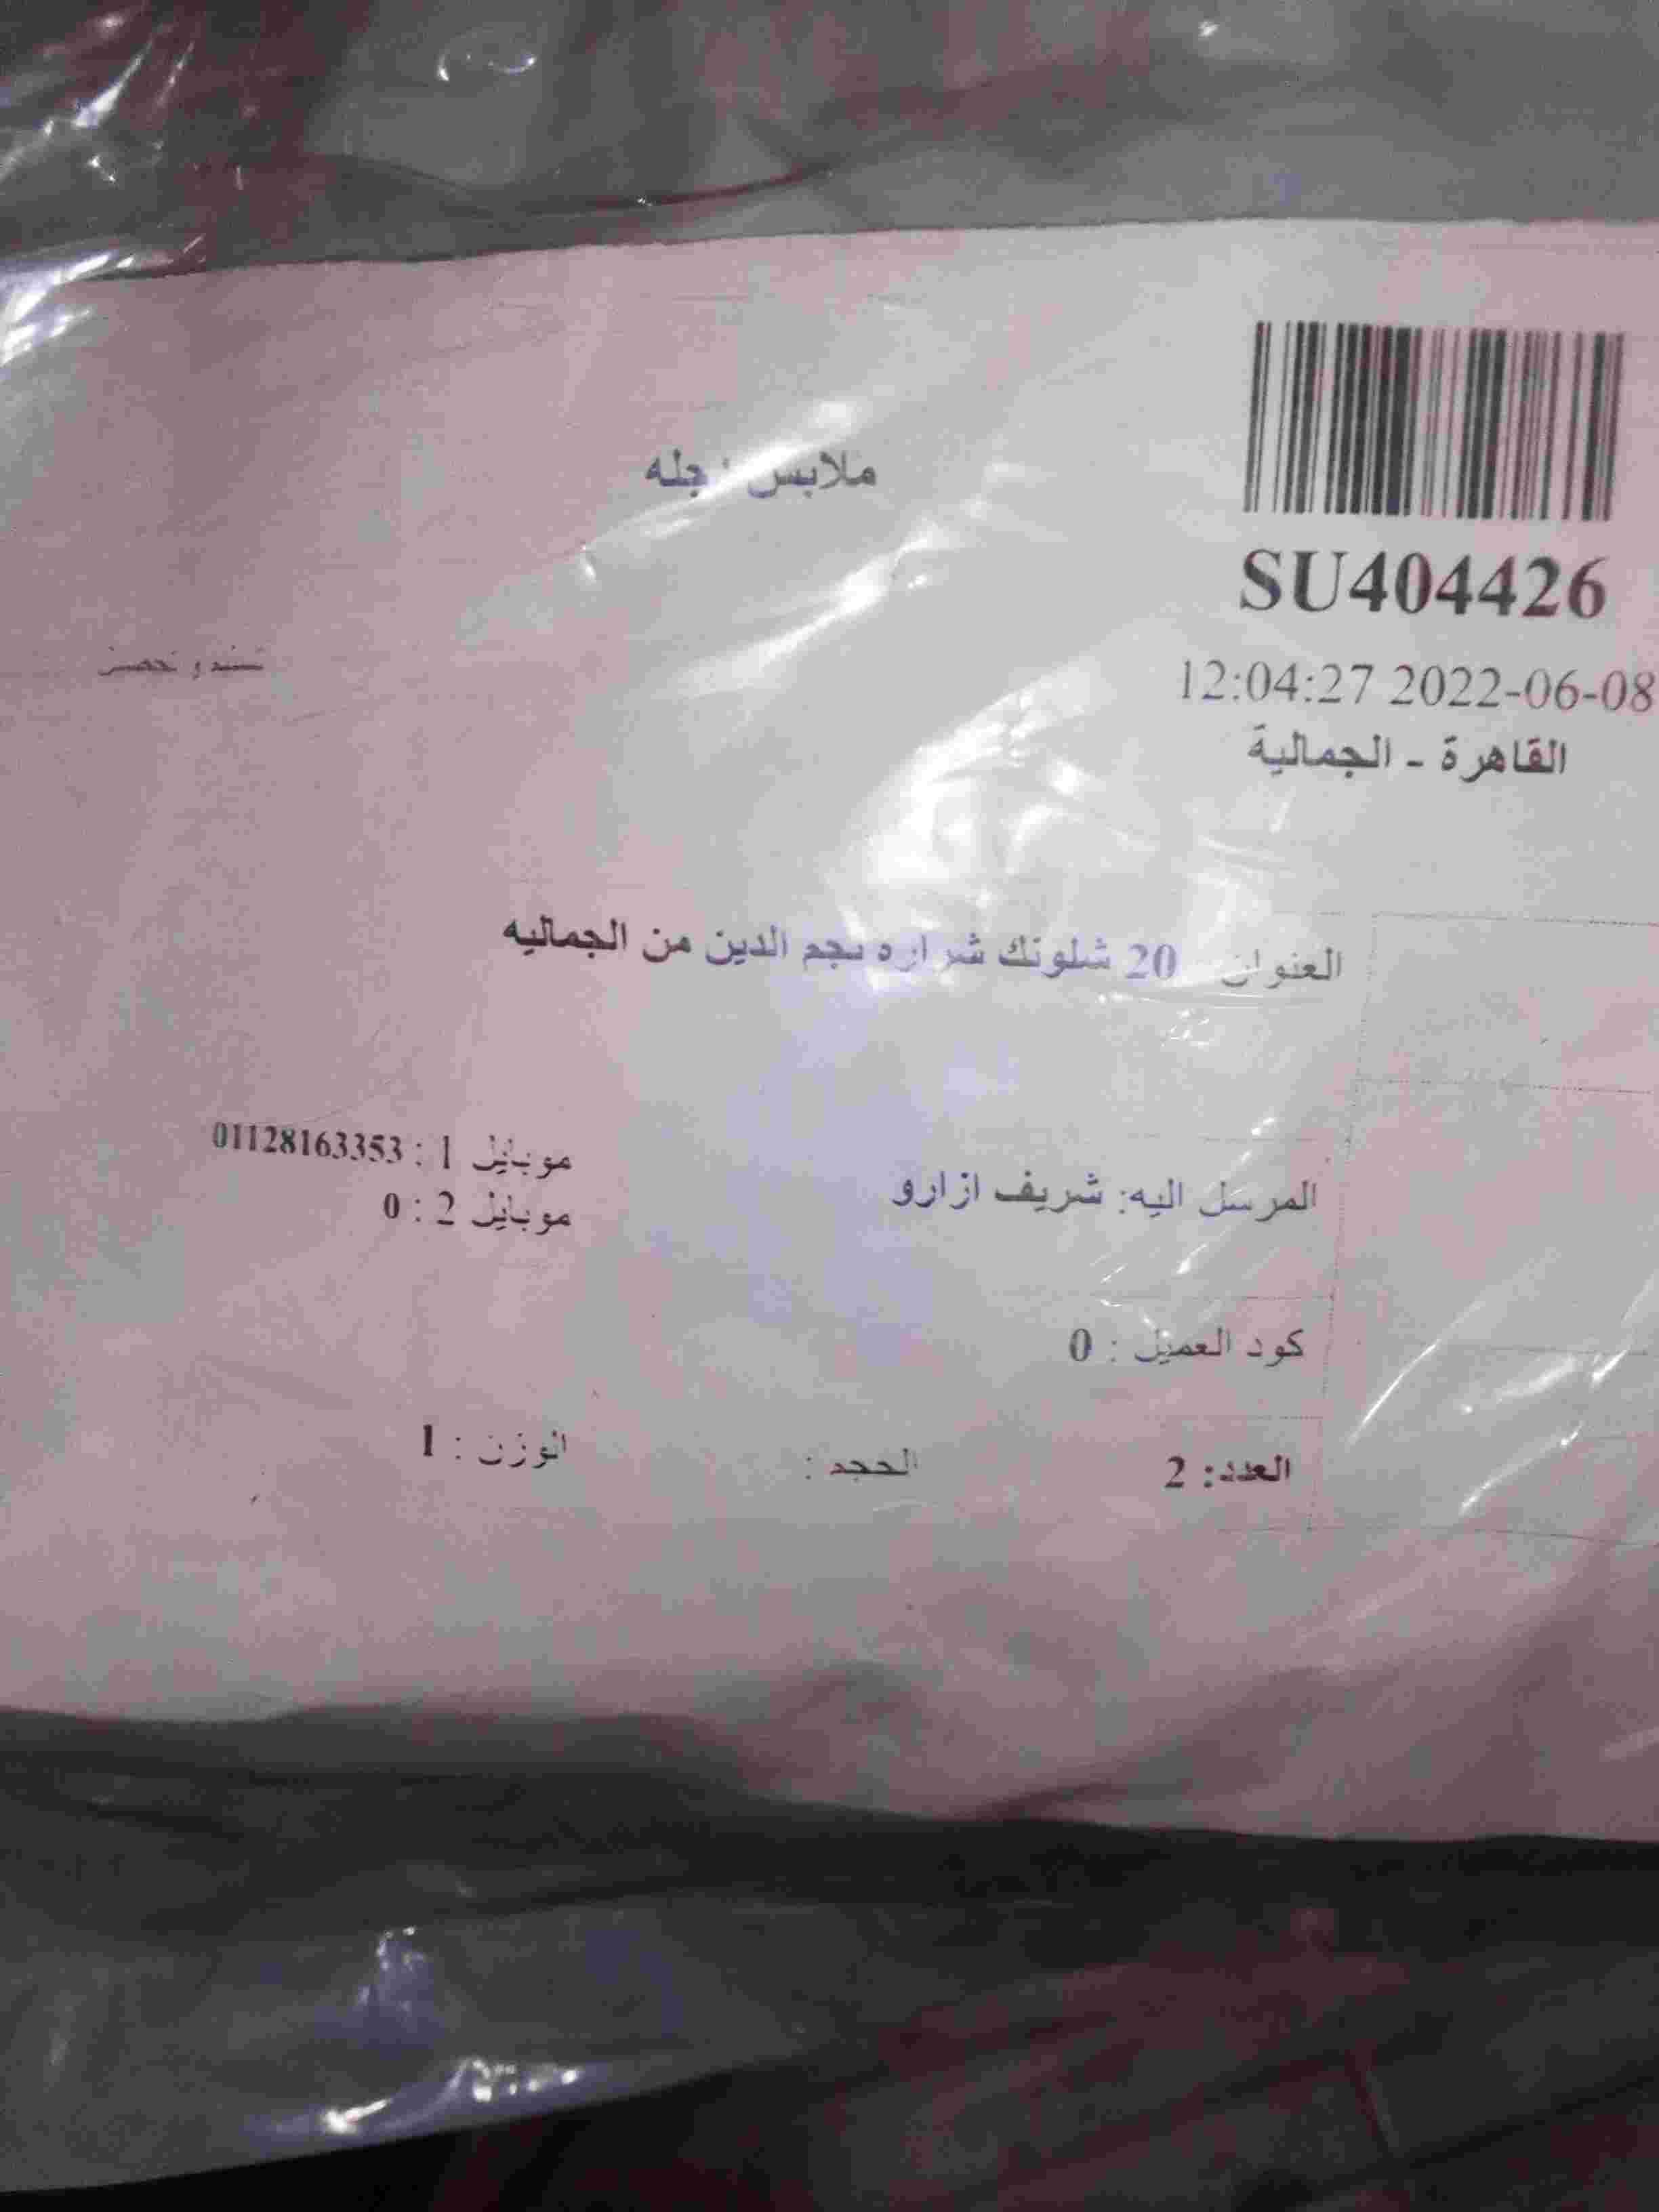 ملابس
SU404426
12:04:27 2022-06-08
القاهرة - الجمالية
العنوان 20 شلونك شراره نجم الدين من الجماليه
موبايل 1 : 01128163353
المرسل اليه: شريف ازارو
موبايل 2 : 0
كود العميل : 0
العدد: 2
الحجم :
الوزن : 1